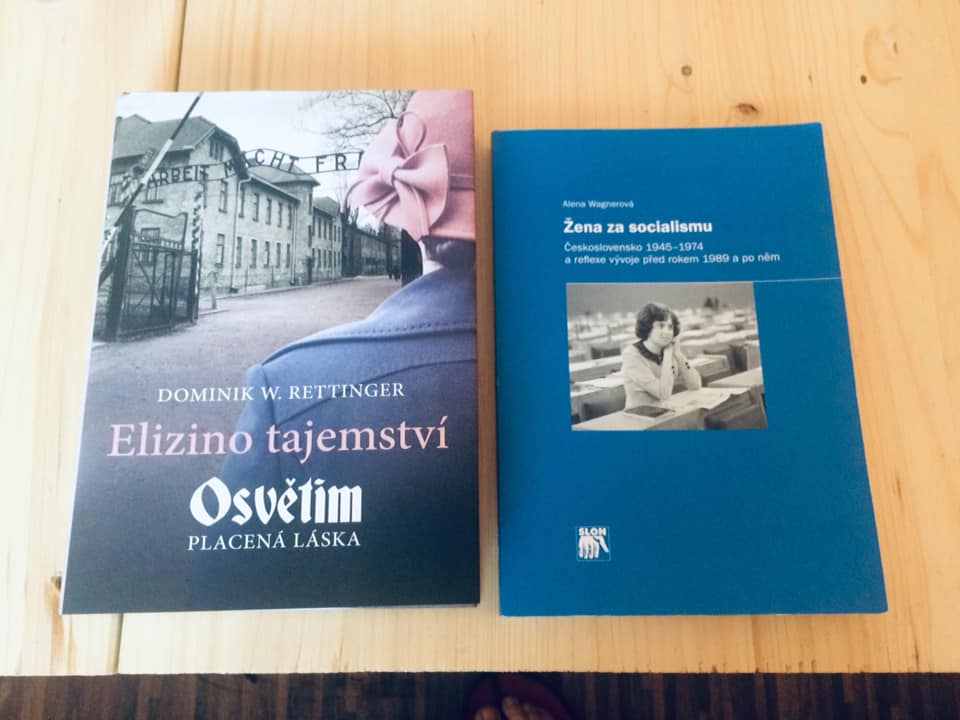 ARBEIT MACHT FREI
DOMINIK W. RETTINGER
Elizino tajemství
Osvětim
PLACENÁ LÁSKA
Alena Wagnerová
Žena za socialismu
Československo 1945–1974
a reflexe vývoje před rokem 1989 a po něm
SLON